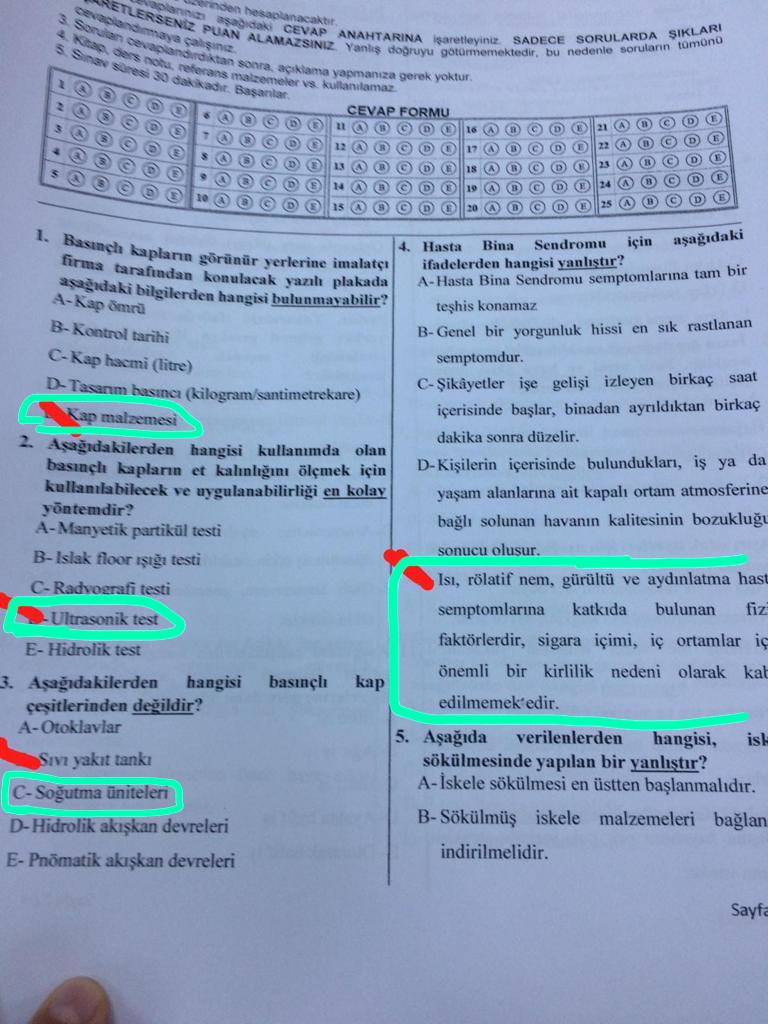 üzerinden hesaplanacaktır.
cevaplarınızı aşağıdaki CEVAP ANAHTARINA işaretleyiniz. SADECE SORULARDA ŞIKLARI
İŞARETLERSENİZ PUAN ALAMAZSINIZ. Yanlış doğruyu götürmemektedir, bu nedenle soruların tümünü
cevaplandırmaya çalışınız.
3. Soruları cevaplandırdıktan sonra, açıklama yapmanıza gerek yoktur.
4. Kitap, ders notu, referans malzemeler vs. kullanılamaz.
5. Sınav süresi 30 dakikadır. Başarılar.
CEVAP FORMU
1 A B C D E 6 A B C D E 11 A B C D E 16 A B C D E 21 A B C D E
2 A B C D E 7 A B C D E 12 A B C D E 17 A B C D E 22 A B C D E
3 A B C D E 8 A B C D E 13 A B C D E 18 A B C D E 23 A B C D E
4 A B C D E 9 A B C D E 14 A B C D E 19 A B C D E 24 A B C D E
5 A B C D E 10 A B C D E 15 A B C D E 20 A B C D E 25 A B C D E
1. Basınçlı kapların görünür yerlerine imalatçı
firma tarafından konulacak yazılı plakada
aşağıdaki bilgilerden hangisi bulunmayabilir?
A- Kap ömrü
B- Kontrol tarihi
C- Kap hacmi (litre)
D- Tasarım basıncı (kilogram/santimetrekare)
Kap malzemesi
2. Aşağıdakilerden hangisi kullanımda olan
basınçlı kapların et kalınlığını ölçmek için
kullanılabilecek ve uygulanabilirliği en kolay
yöntemdir?
A- Manyetik partikül testi
B- Islak floor ışığı testi
C- Radyografi testi
- Ultrasonik test
E- Hidrolik test
3. Aşağıdakilerden hangisi basınçlı kap
çeşitlerinden değildir?
A- Otoklavlar
Sıvı yakıt tankı
C- Soğutma üniteleri
D- Hidrolik akışkan devreleri
E- Pnömatik akışkan devreleri
4. Hasta Bina Sendromu için aşağıdaki
ifadelerden hangisi yanlıştır?
A- Hasta Bina Sendromu semptomlarına tam bir
teşhis konamaz
B- Genel bir yorgunluk hissi en sık rastlanan
semptomdur.
C- Şikâyetler işe gelişi izleyen birkaç saat
içerisinde başlar, binadan ayrıldıktan birkaç
dakika sonra düzelir.
D- Kişilerin içerisinde bulundukları, iş ya da
yaşam alanlarına ait kapalı ortam atmosferine
bağlı solunan havanın kalitesinin bozukluğu
sonucu oluşur.
Isı, rölatif nem, gürültü ve aydınlatma hast
semptomlarına katkıda bulunan fizi
faktörlerdir, sigara içimi, iç ortamlar iç
önemli bir kirlilik nedeni olarak kab
edilmemek'edir.
5. Aşağıda verilenlerden hangisi, isk
sökülmesinde yapılan bir yanlıştır?
A- İskele sökülmesi en üstten başlanmalıdır.
B- Sökülmüş iskele malzemeleri bağlan
indirilmelidir.
Sayfa